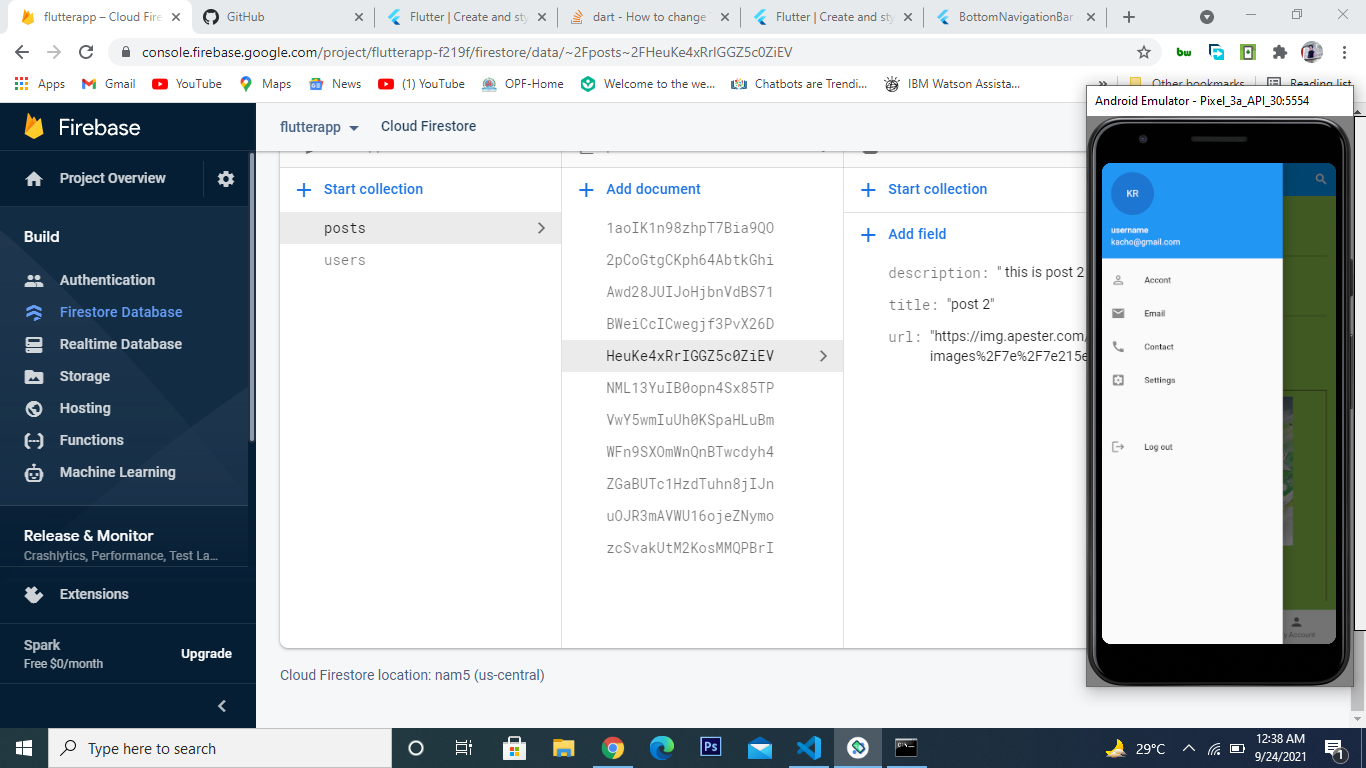 flutterapp – Cloud Fire
GitHub
Flutter | Create and sty
dart - How to change
Flutter | Create and sty
BottomNavigationBar
console.firebase.google.com/project/flutterapp-f219f/firestore/data/~2Fposts~2FHeuKe4xRrIGGZ5c0ZiEV
bw
Apps
Gmail
YouTube
Maps
News
(1) YouTube
OPF-Home
Welcome to the we...
Chatbots are Trendi...
IBM Watson Assista...
»
Other bookmarks
Reading list
Android Emulator - Pixel_3a_API_30:5554
Firebase
flutterapp
Cloud Firestore
Project Overview
Build
Authentication
Firestore Database
Realtime Database
Storage
Hosting
Functions
Machine Learning
Release & Monitor
Crashlytics, Performance, Test La...
Extensions
Spark
Free $0/month
Upgrade
Start collection
posts
users
Add document
1aoIK1n98zhpT7Bia9QO
2pCoGtgCKph64AbtkGhi
Awd28JUIJoHjbnVdBS71
BWeiCcICwegjf3PvX26D
HeuKe4xRrIGGZ5c0ZiEV
NML13YuIB0opn4Sx85TP
VwY5wmIuUh0KSpaHLuBm
WFn9SXOmWnQnBTwcdyh4
ZGaBUTc1HzdTuhn8jIJn
uOJR3mAVWU16ojeZNymo
zcSvakUtM2KosMMQPBrI
Start collection
Add field
description: " this is post 2
title: "post 2"
url: "https://img.apester.com/
images%2F7e%2F7e215e
Cloud Firestore location: nam5 (us-central)
KR
username
kacho@gmail.com
Accont
Email
Contact
Settings
Log out
Account
Type here to search
Ps
29°C
12:38 AM
9/24/2021
1